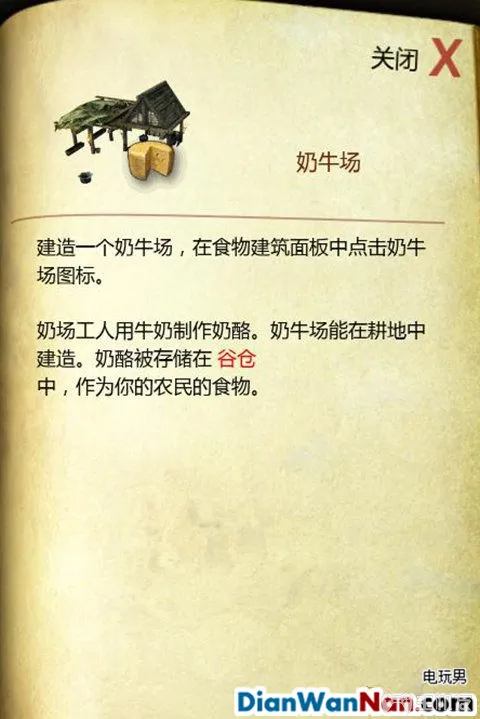 关闭 X
奶牛场
建造一个奶牛场，在食物建筑面板中点击奶牛
场图标。
奶场工人用牛奶制作奶酪。奶牛场能在耕地中
建造。奶酪被存储在 谷仓
中，作为你的农民的食物。
电玩男
DianWanNan.com